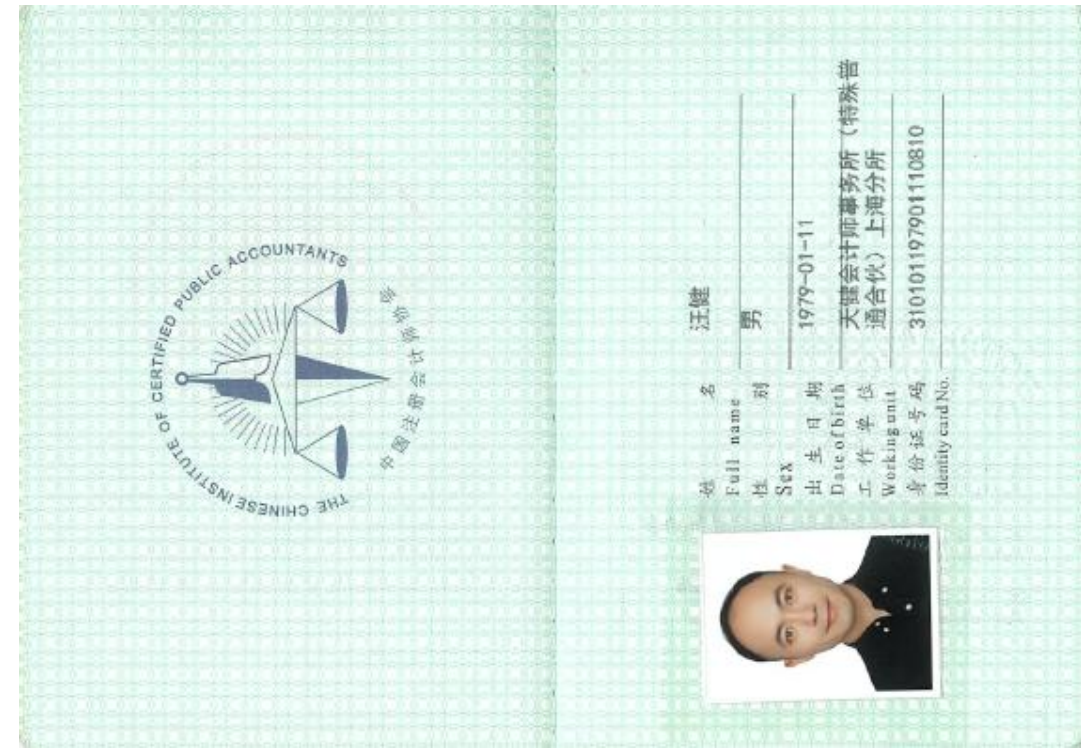 THE CHINESE INSTITUTE OF CERTIFIED PUBLIC ACCOUNTANTS
中国注册会计师协会
姓 名 汪健
Full name
性 别 男
Sex
出 生 日 期 1979-01-11
Date of birth
工 作 单 位 天健会计师事务所（特殊普
Working unit 通合伙）上海分所
身份证号码 310101197901110810
Identity card No.